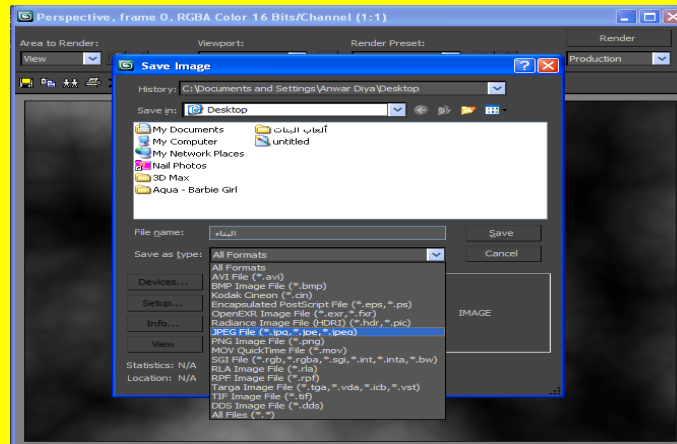 Perspective, frame 0, RGBA Color 16 Bits/Channel (1:1)
Area to Render: Viewport: Render Preset: Render
View Production
Save Image
History: C:\Documents and Settings\Anwar Diya\Desktop
Save in: Desktop
My Documents
My Computer
My Network Places
Nail Photos
3D Max
Aqua - Barbie Girl
ألعاب البنات
untitled
File name: البناء Save
Save as type: All Formats Cancel
All Formats
AVI File (*.avi)
BMP Image File (*.bmp)
Kodak Cineon (*.cin)
Encapsulated PostScript File (*.eps,*.ps)
OpenEXR Image File (*.exr,*.fxr)
Radiance Image File (HDRI) (*.hdr,*.pic)
JPEG File (*.jpg,*.jpe,*.jpeg)
PNG Image File (*.png)
MOV QuickTime File (*.mov)
SGI File (*.rgb,*.rgba,*.sgi,*.int,*.inta,*.bw)
RLA Image File (*.rla)
RPF Image File (*.rpf)
Targa Image File (*.tga,*.vda,*.icb,*.vst)
TIF Image File (*.tif)
DDS Image File (*.dds)
All Files (*.*)
Devices...
Setup...
Info...
View
IMAGE
Statistics: N/A
Location: N/A